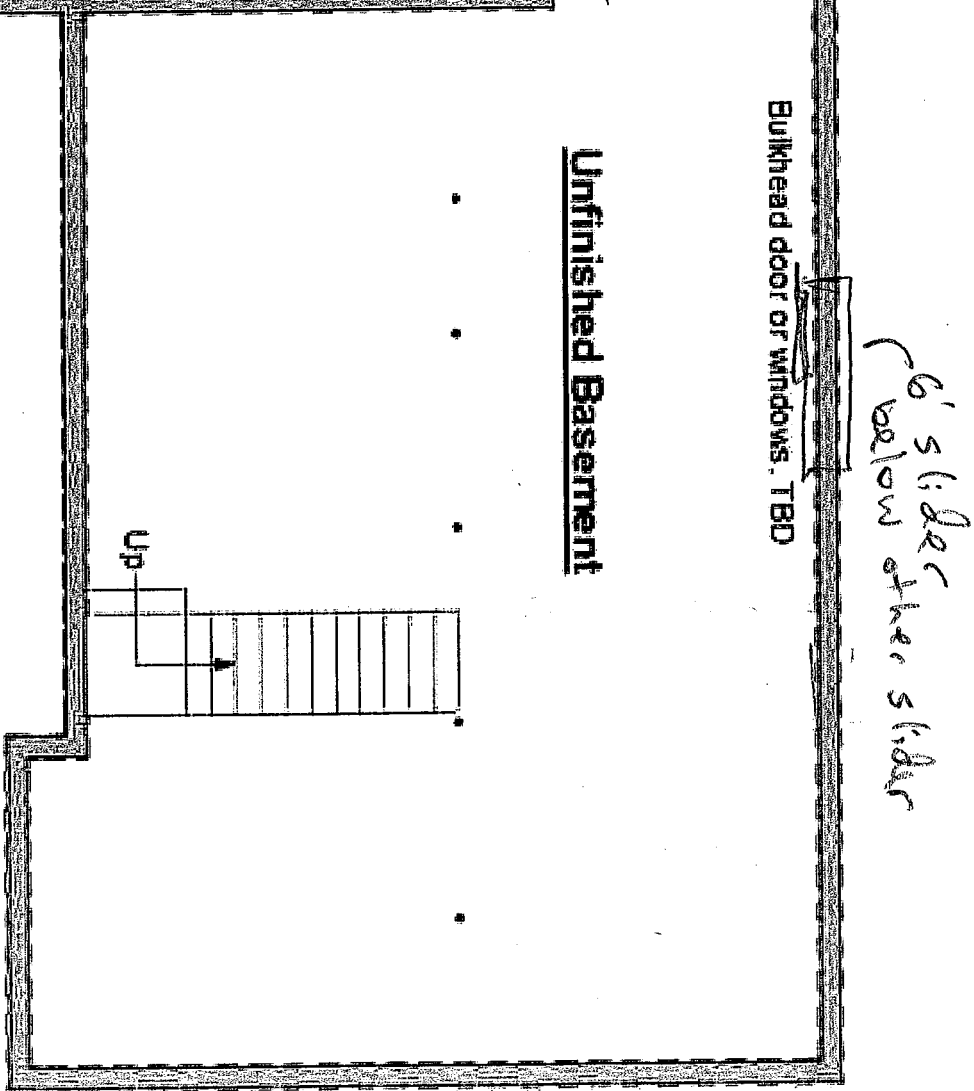 6' slider
below other slider
Bulkhead door or windows. TBD
Unfinished Basement
Up